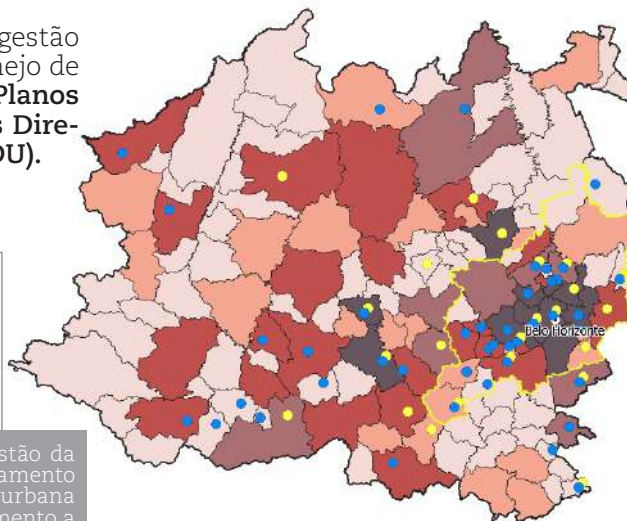 gestão
nejo de
Planos
s Dire-
DU).
Belo Horizonte
stão da
amento
urbana
mento a